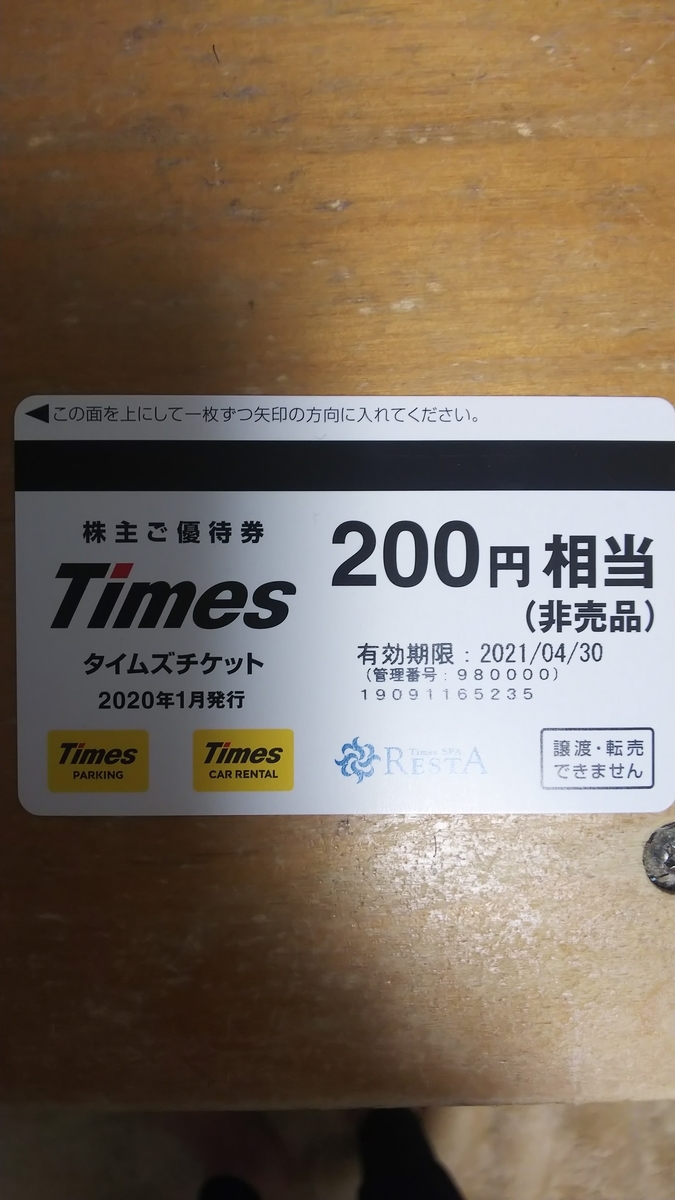 ◀この面を上にして一枚ずつ矢印の方向に入れてください。
株主ご優待券
Times
タイムズチケット
2020年1月発行
200円相当
(非売品)
有効期限：2021/04/30
(管理番号：980000)
19091165235
Times
PARKING
Times
CAR RENTAL
Times SPA
RESTA
譲渡・転売
できません